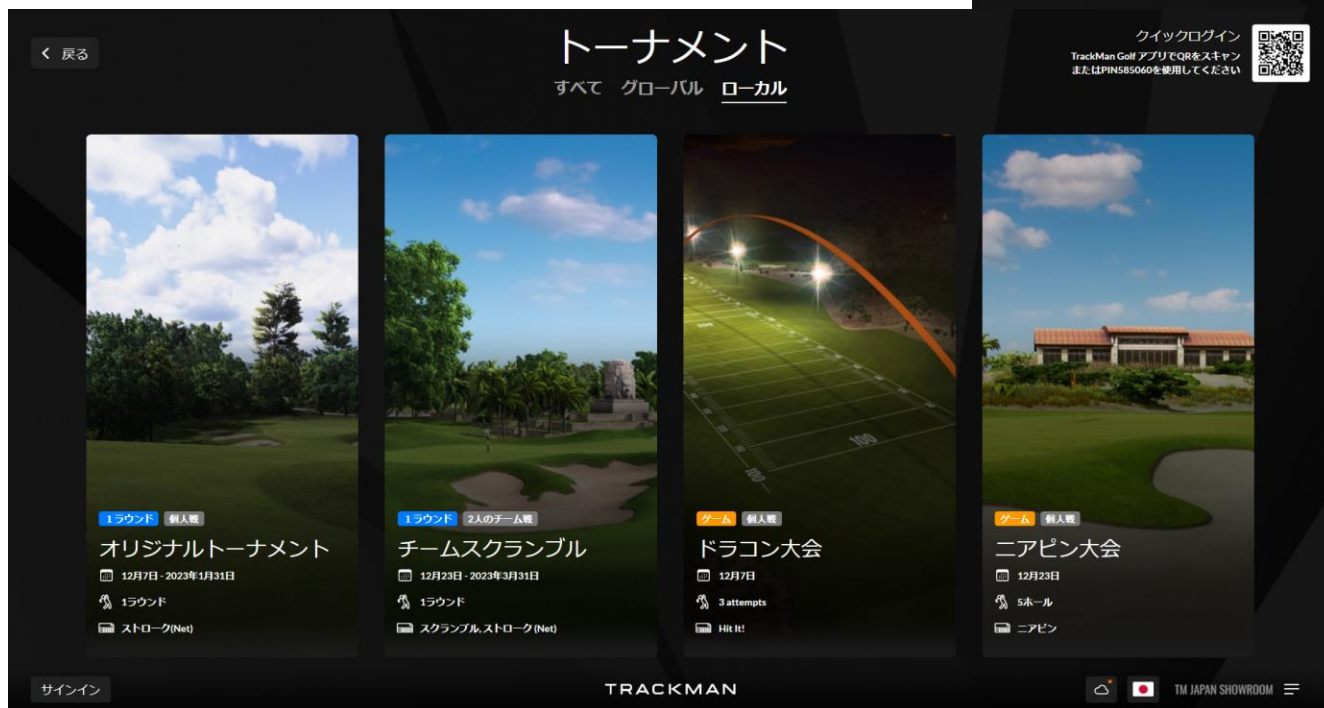 戻る
トーナメント
すべて グローバル ローカル
クイックログイン
TrackMan Golf アプリでQRをスキャン
またはPIN585060を使用してください
1ラウンド 個人戦
オリジナルトーナメント
12月7日 - 2023年1月31日
1ラウンド
ストローク(Net)
1ラウンド 2人のチーム戦
チームスクランブル
12月23日 - 2023年3月31日
1ラウンド
スクランブル, ストローク (Net)
ゲーム 個人戦
ドラコン大会
12月7日
3 attempts
Hit It!
ゲーム 個人戦
ニアピン大会
12月23日
5ホール
ニアピン
100
サインイン
TRACKMAN
TM JAPAN SHOWROOM